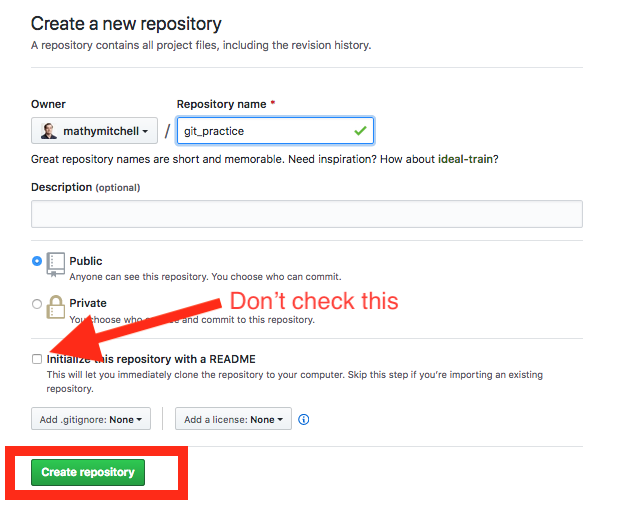 Create a new repository
A repository contains all project files, including the revision history.
Owner Repository name *
mathymitchell / git_practice
Great repository names are short and memorable. Need inspiration? How about ideal-train?
Description (optional)
Public
Anyone can see this repository. You choose who can commit.
Don't check this
Private
You choose who and commit to this repository.
Initialize this repository with a README
This will let you immediately clone the repository to your computer. Skip this step if you're importing an existing
repository.
Add .gitignore: None Add a license: None
Create repository